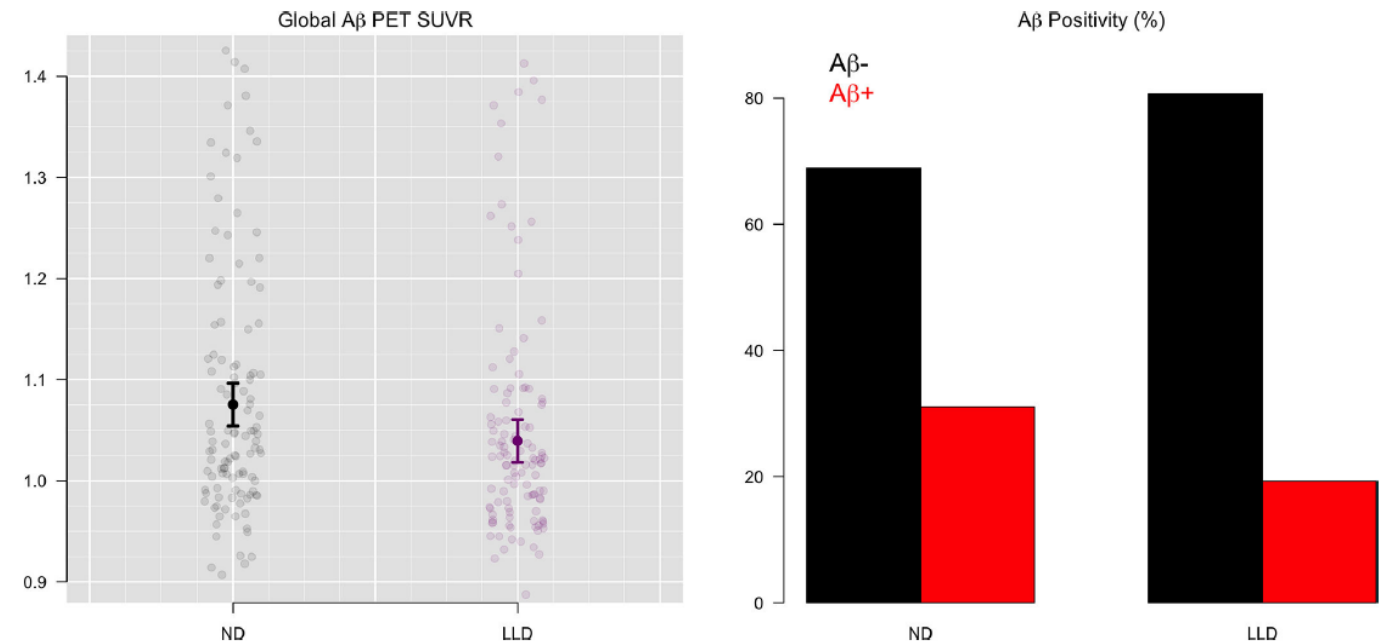 Global Aβ PET SUVR
1.4
1.3
1.2
1.1
1.0
0.9
ND
LLD
Aβ Positivity (%)
Aβ-
Aβ+
80
60
40
20
0
ND
LLD